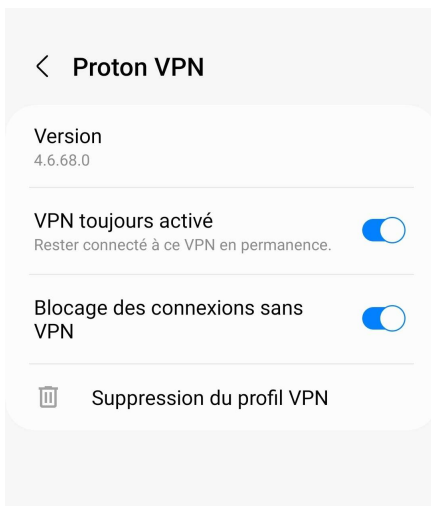 Proton VPN
Version
4.6.68.0
VPN toujours activé
Rester connecté à ce VPN en permanence.
Blocage des connexions sans
VPN
Suppression du profil VPN